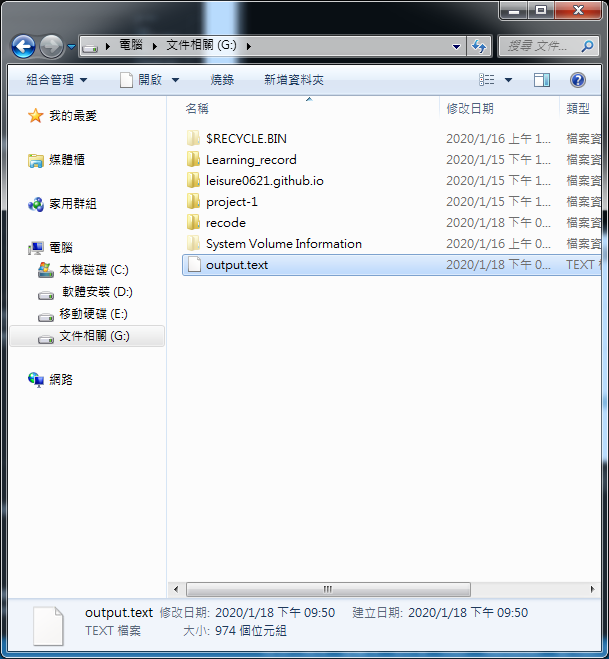 電腦 文件相關 (G:)
搜尋 文件...
組合管理 開啟 燒錄 新增資料夾
我的最愛
媒體櫃
家用群組
電腦
本機磁碟 (C:)
軟體安裝 (D:)
移動硬碟 (E:)
文件相關 (G:)
網路
名稱 修改日期 類型
$RECYCLE.BIN 2020/1/16 上午 1... 檔案資
Learning_record 2020/1/15 下午 1... 檔案資
leisure0621.github.io 2020/1/15 下午 1... 檔案資
project-1 2020/1/15 下午 1... 檔案資
recode 2020/1/18 下午 0... 檔案資
System Volume Information 2020/1/16 上午 0... 檔案資
output.text 2020/1/18 下午 0... TEXT 檔
output.text 修改日期: 2020/1/18 下午 09:50 建立日期: 2020/1/18 下午 09:50
TEXT 檔案 大小: 974 個位元組